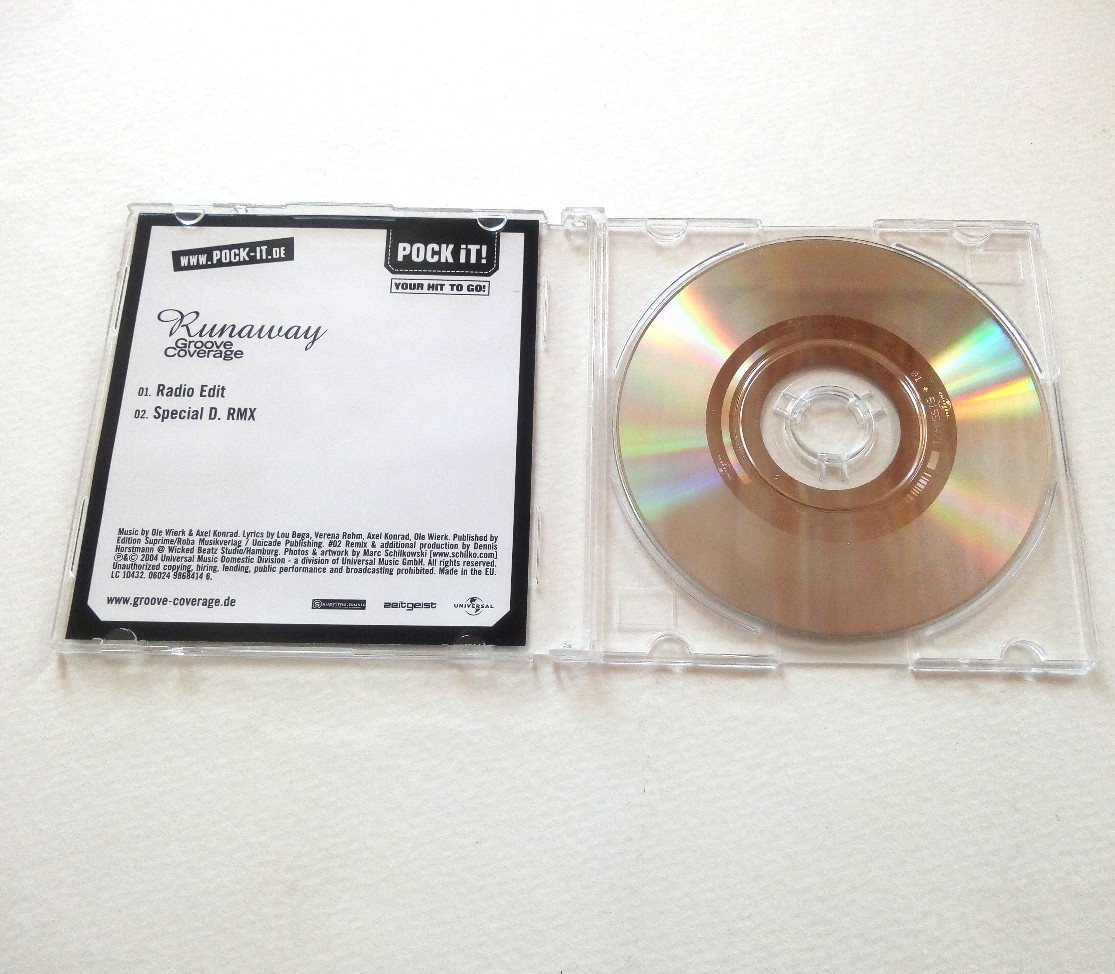 www.POCK-IT.DE
POCK iT!
YOUR HIT TO GO!
Runaway
Groove
Coverage
01. Radio Edit
02. Special D. RMX
Music by Ole Wierk & Axel Konrad. Lyrics by Lou Bega, Verena Rehm, Axel Konrad, Ole Wierk. Published by
Edition Suprime/Roba Musikverlag / Unicade Publishing. #02 Remix & additional production by Dennis
Horstmann @ Wicked Beatz Studio/Hamburg. Photos & artwork by Marc Schilkowski [www.schilko.com]
℗&© 2004 Universal Music Domestic Division - a division of Universal Music GmbH. All rights reserved.
Unauthorized copying, hiring, lending, public performance and broadcasting prohibited. Made in the EU.
LC 10432. 06024 9868414 6.
www.groove-coverage.de
suprime:music
zeitgeist
UNIVERSAL